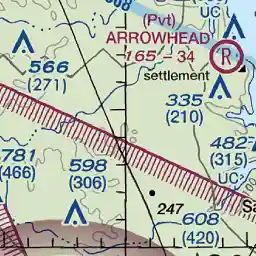 UC
(Pvt)
ARROWHEAD
165 - 34
R
settlement
566
(271)
335
(210)
482
(315)
UC
781
(466)
598
(306)
247
Sa
608
(420)